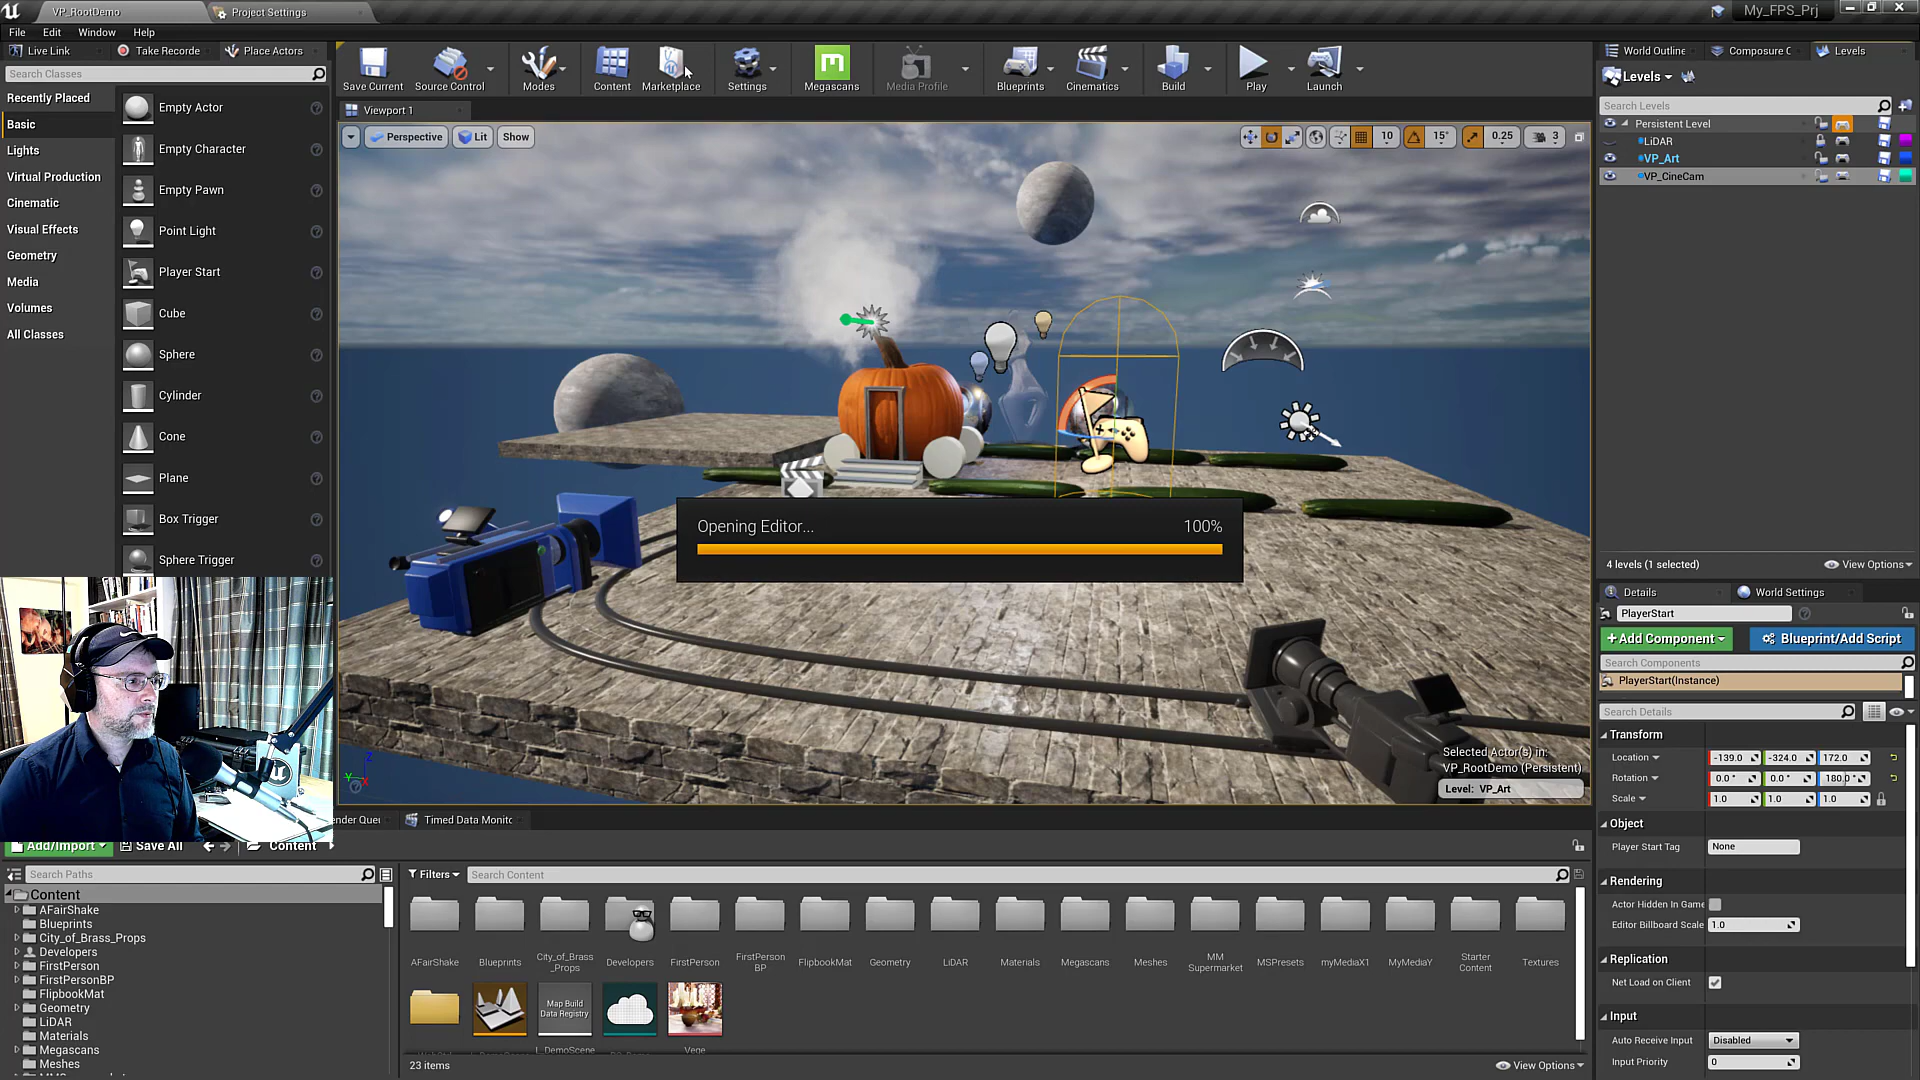 VP_RootDemo
Project Settings
My_FPS_Prj
File
Edit
Window
Help
Live Link
Take Recorde
Place Actors
Search Classes
Recently Placed
Basic
Lights
Virtual Production
Cinematic
Visual Effects
Geometry
Media
Volumes
All Classes
Empty Actor
Empty Character
Empty Pawn
Point Light
Player Start
Cube
Sphere
Cylinder
Cone
Plane
Box Trigger
Sphere Trigger
Save Current
Source Control
Modes
Content
Marketplace
Settings
Megascans
Media Profile
Blueprints
Cinematics
Build
Play
Launch
Viewport 1
Perspective
Lit
Show
10
15°
0.25
3
Opening Editor...
100%
Selected Actor(s) in:
VP_RootDemo (Persistent)
Level: VP_Art
World Outline
Composure C
Levels
Levels
Search Levels
Persistent Level
LiDAR
VP_Art
VP_CineCam
4 levels (1 selected)
View Options
Details
World Settings
PlayerStart
+Add Component
Blueprint/Add Script
Search Components
PlayerStart(Instance)
Search Details
Transform
Location
-139.0
-324.0
172.0
Rotation
0.0 °
0.0 °
180.0 °
Scale
1.0
1.0
1.0
Object
Player Start Tag
None
Rendering
Actor Hidden In Game
Editor Billboard Scale
1.0
Replication
Net Load on Client
Input
Auto Receive Input
Disabled
Input Priority
0
ender Queu
Timed Data Monito
Add/Import
Save All
Content
Search Paths
Content
AFairShake
Blueprints
City_of_Brass_Props
Developers
FirstPerson
FirstPersonBP
FlipbookMat
Geometry
LiDAR
Materials
Megascans
Meshes
Filters
Search Content
AFairShake
Blueprints
City_of_Brass
_Props
Developers
FirstPerson
FirstPerson
BP
FlipbookMat
Geometry
LiDAR
Materials
Megascans
Meshes
MM
Supermarket
MSPresets
myMediaX1
MyMediaY
Starter
Content
Textures
Map Build
Data Registry
L_DemoScene
Vege
23 items
View Options